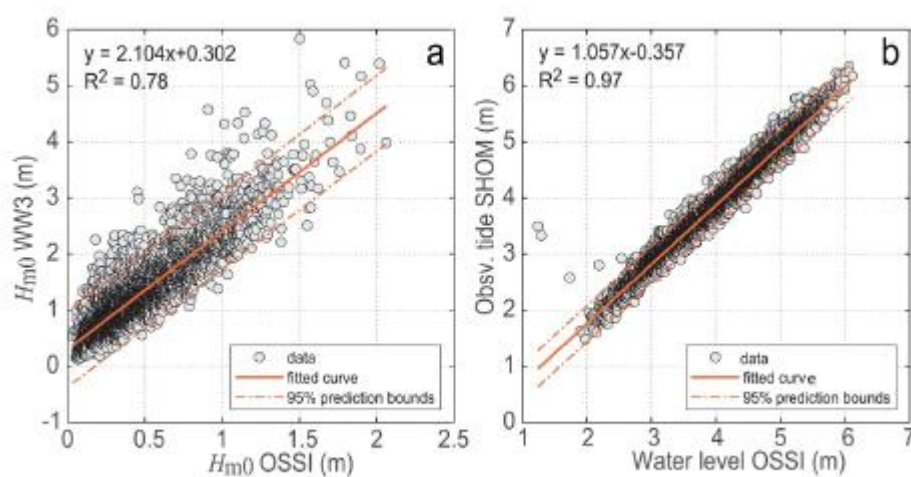 a
y = 2.104x+0.302
R² = 0.78
Hm0 WW3 (m)
6
5
4
3
2
1
0
-1
data
fitted curve
95% prediction bounds
0
0.5
1
1.5
2
2.5
Hm0 OSSI (m)
b
y = 1.057x-0.357
R² = 0.97
Obsv. tide SHOM (m)
7
6
5
4
3
2
1
0
data
fitted curve
95% prediction bounds
1
2
3
4
5
6
7
Water level OSSI (m)